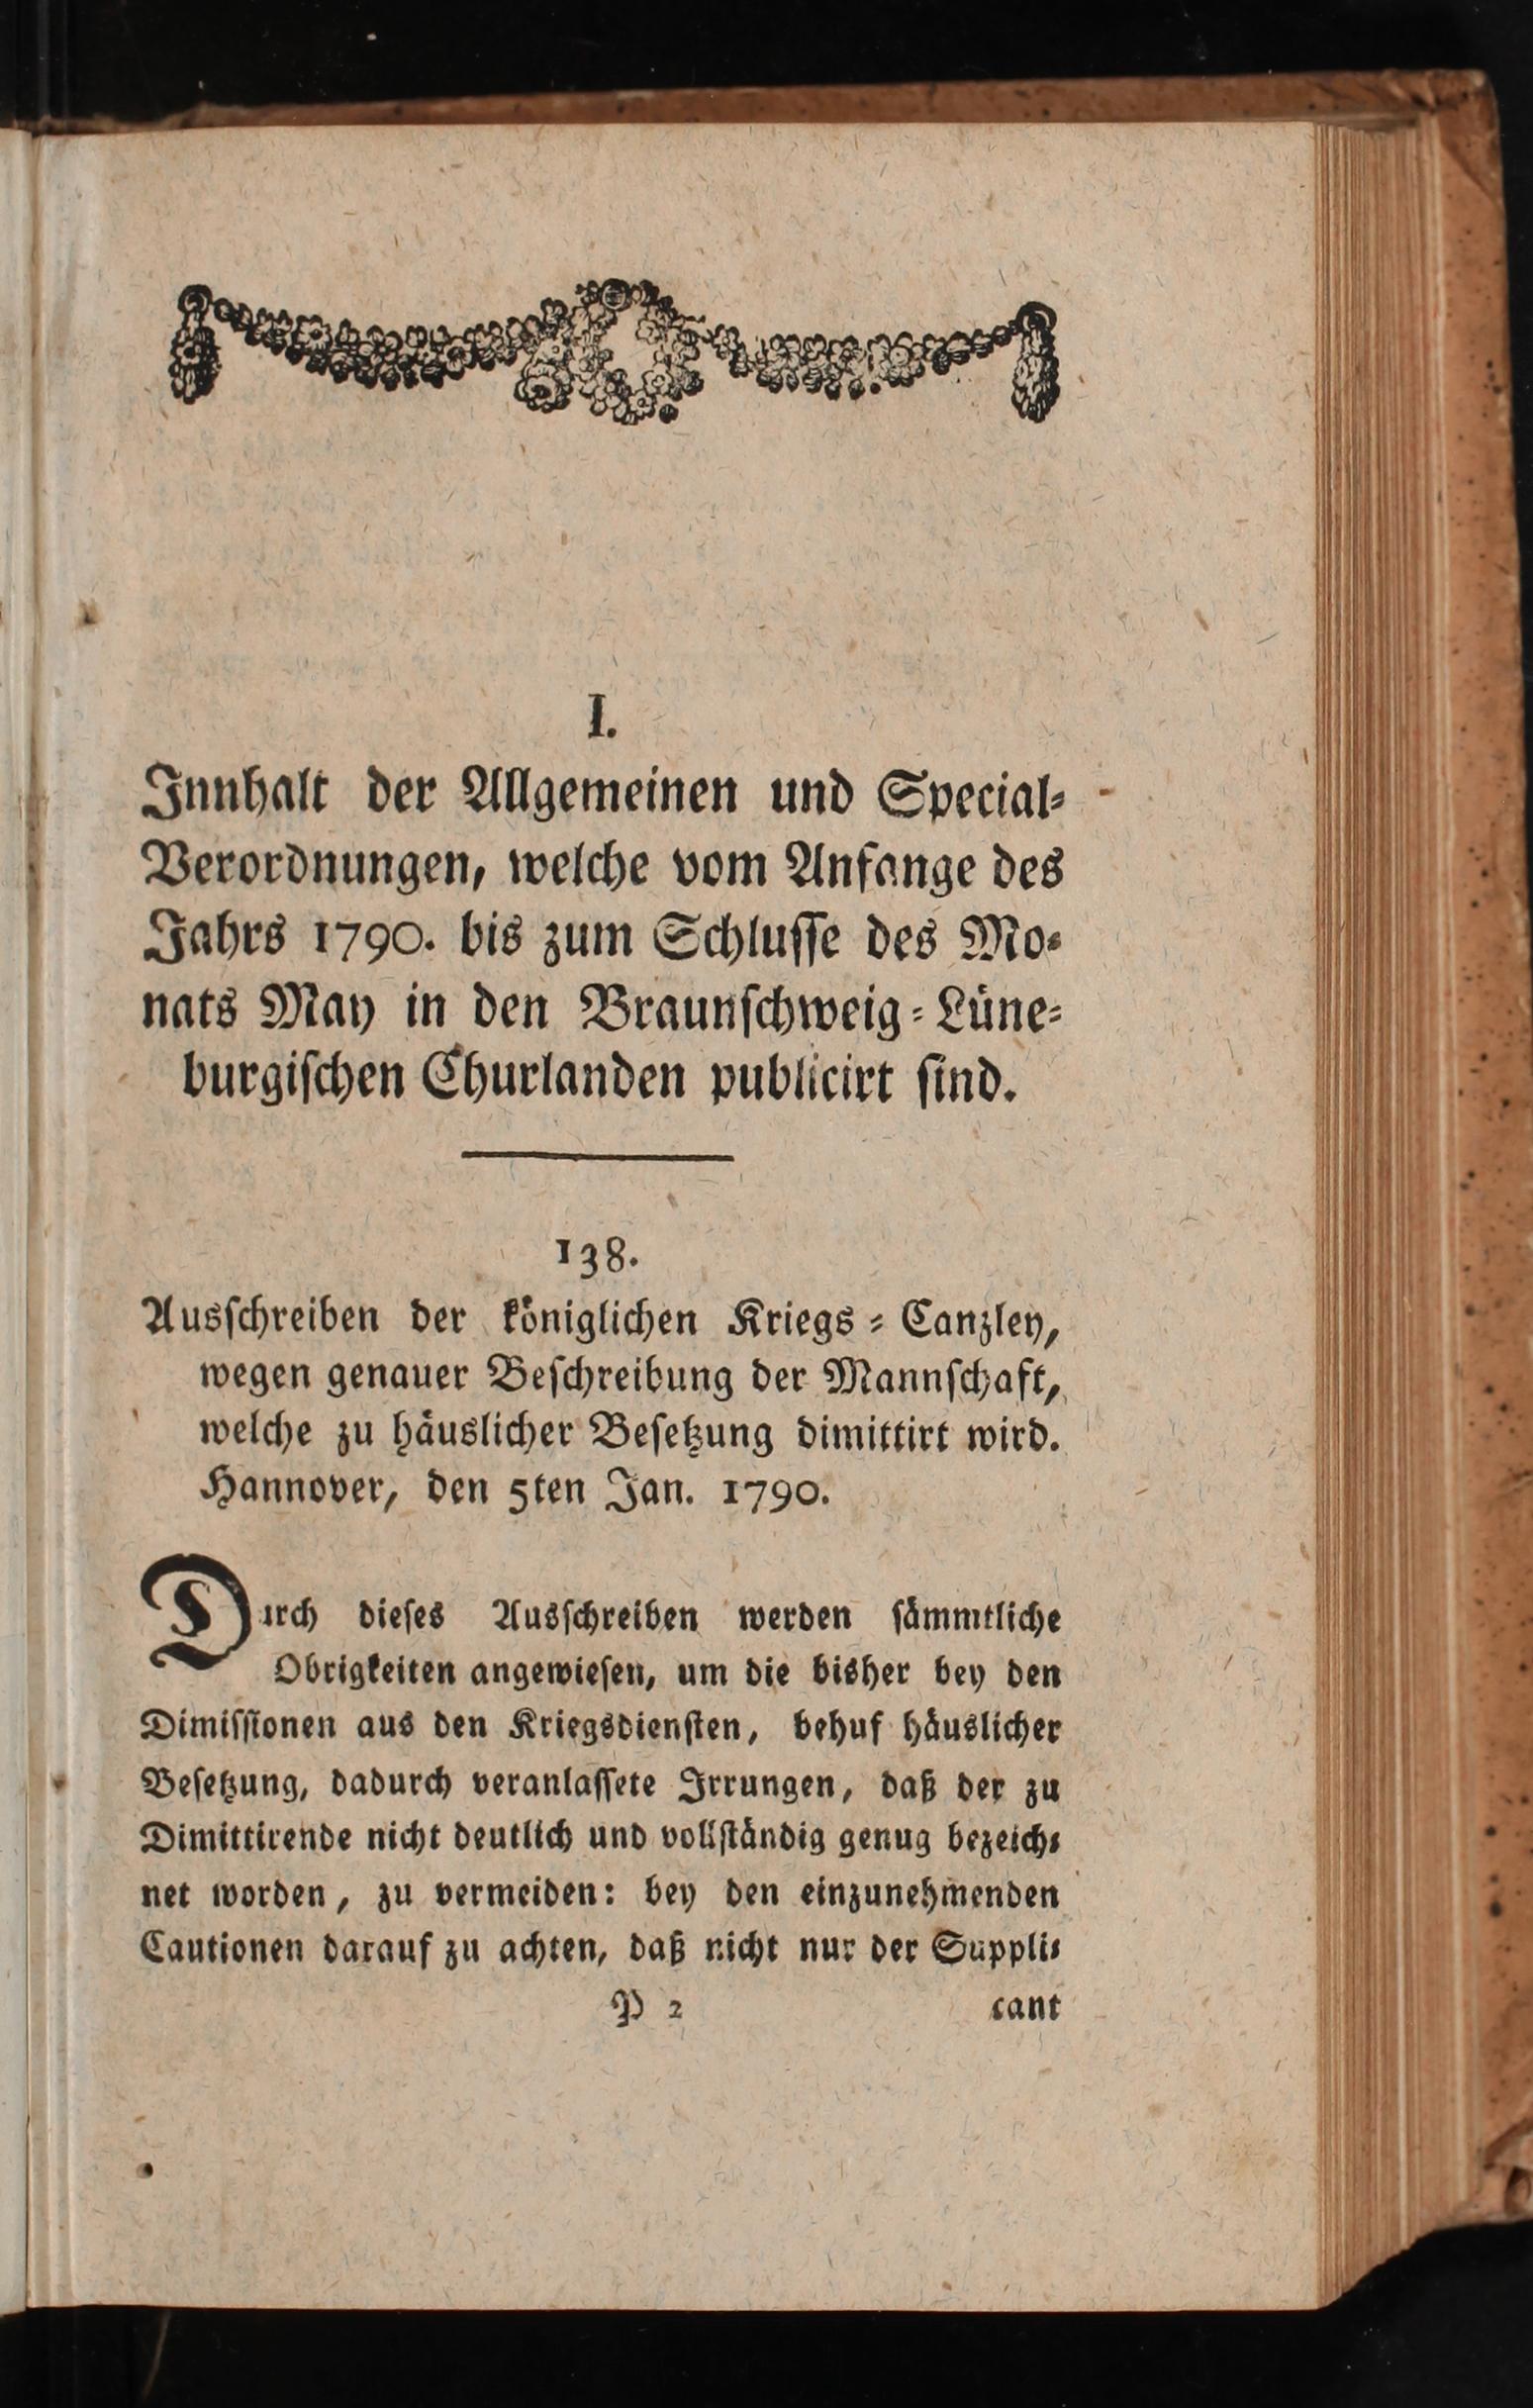 I.
Innhalt der Allgemeinen und Special-
Verordnungen, welche vom Anfange des
Jahrs 1790. bis zum Schlusse des Mo-
nats May in den Braunschweig-Lüne-
burgischen Churlanden publicirt sind.
138.
Ausschreiben der königlichen Kriegs-Canzley,
wegen genauer Beschreibung der Mannschaft,
welche zu häuslicher Besetzung dimittirt wird.
Hannover, den 5ten Jan. 1790.
Durch dieses Ausschreiben werden sämmtliche
Obrigkeiten angewiesen, um die bisher bey den
Dimissionen aus den Kriegsdiensten, behuf häuslicher
Besetzung, dadurch veranlassete Irrungen, daß der zu
Dimittirende nicht deutlich und vollständig genug bezeich-
net worden, zu vermeiden: bey den einzunehmenden
Cautionen darauf zu achten, daß nicht nur der Suppli-
P 2 cant